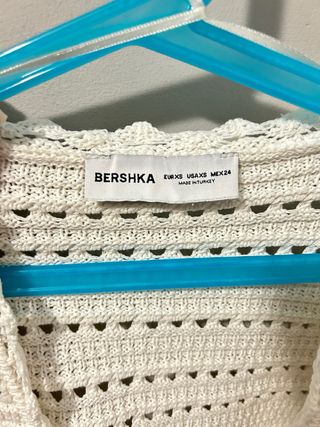 BERSHKA EUR XS USA XS MEX 24
MADE IN TURKEY